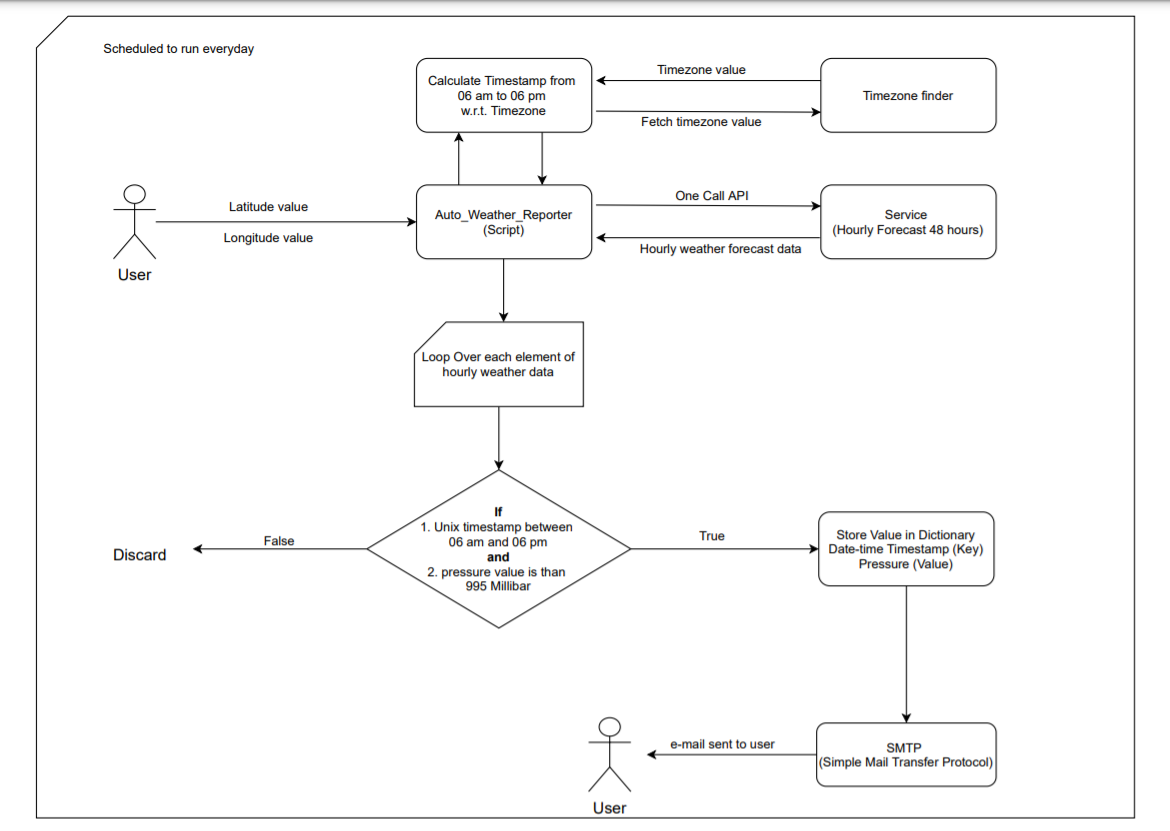 Scheduled to run everyday
Calculate Timestamp from
06 am to 06 pm
w.r.t. Timezone
Timezone value
Fetch timezone value
Timezone finder
Latitude value
Longitude value
User
Auto_Weather_Reporter
(Script)
One Call API
Hourly weather forecast data
Service
(Hourly Forecast 48 hours)
Loop Over each element of
hourly weather data
If
1. Unix timestamp between
06 am and 06 pm
and
2. pressure value is than
995 Millibar
False
Discard
True
Store Value in Dictionary
Date-time Timestamp (Key)
Pressure (Value)
SMTP
(Simple Mail Transfer Protocol)
e-mail sent to user
User